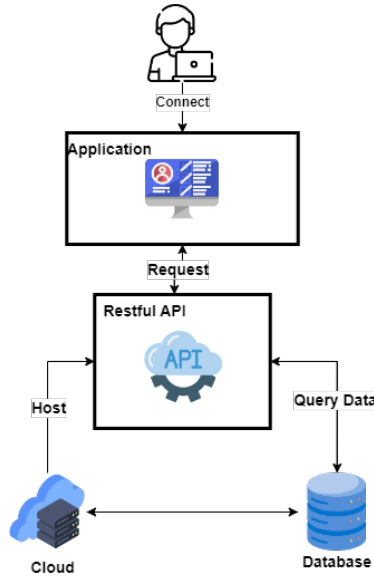 Connect
Application
Request
Restful API
API
Host
Query Data
Cloud
Database